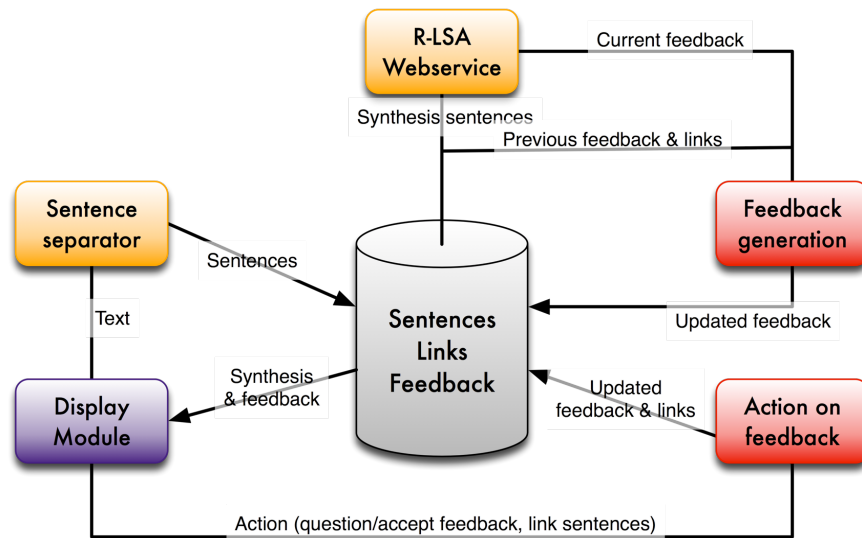 R-LSA
Webservice
Current feedback
Synthesis sentences
Previous feedback & links
Sentence
separator
Feedback
generation
Sentences
Text
Sentences
Links
Feedback
Updated feedback
Synthesis
& feedback
Updated
feedback & links
Display
Module
Action on
feedback
Action (question/accept feedback, link sentences)